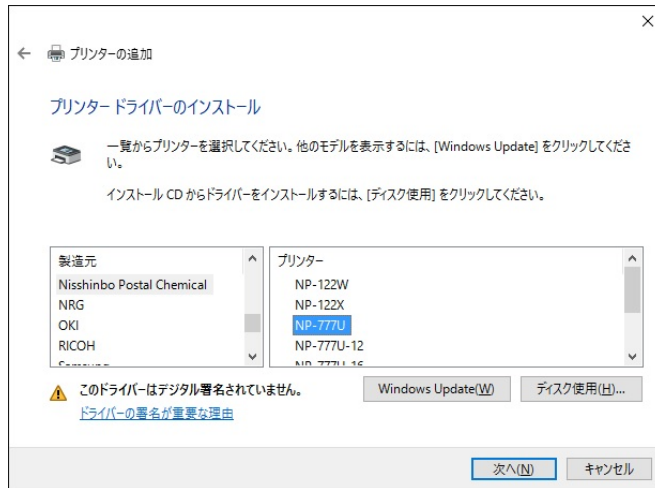 プリンターの追加
プリンター ドライバーのインストール
一覧からプリンターを選択してください。他のモデルを表示するには、[Windows Update] をクリックしてくださ
い。
インストール CD からドライバーをインストールするには、[ディスク使用] をクリックしてください。
製造元
Nisshinbo Postal Chemical
NRG
OKI
RICOH
Samsung
プリンター
NP-122W
NP-122X
NP-777U
NP-777U-12
NP-777U-16
このドライバーはデジタル署名されていません。
ドライバーの署名が重要な理由
Windows Update(W)
ディスク使用(H)...
次へ(N)
キャンセル